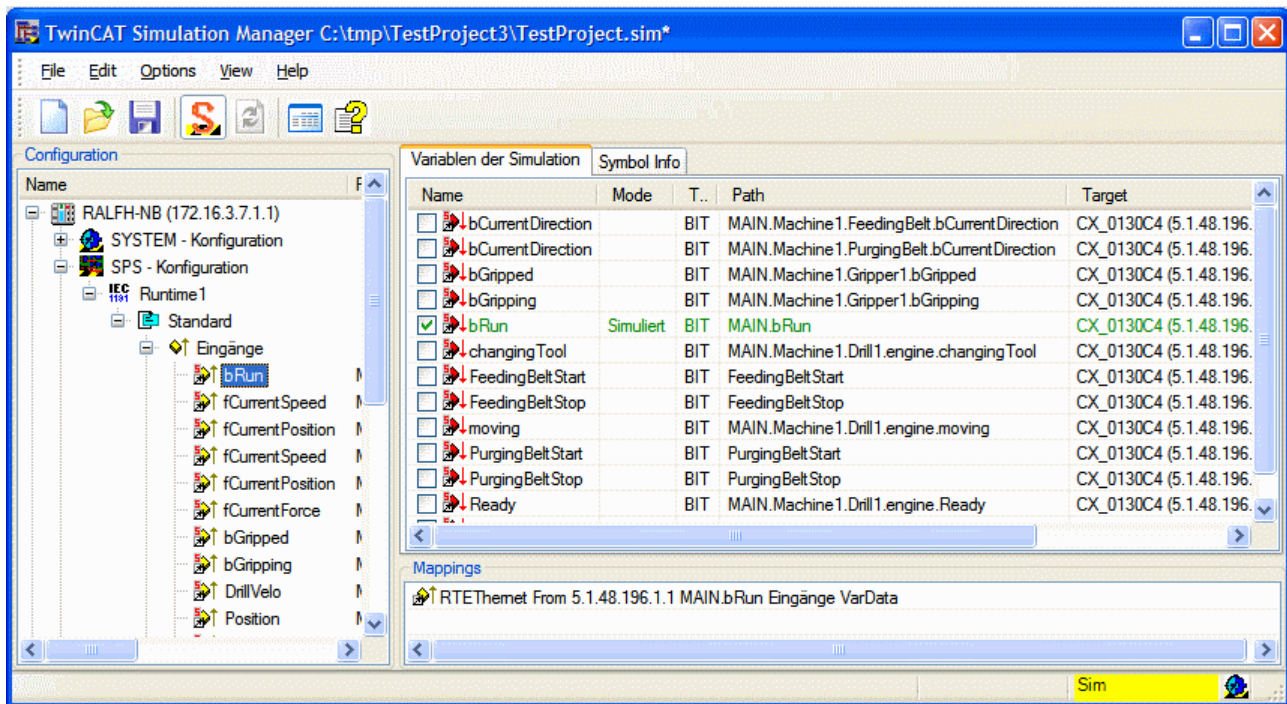 TwinCAT Simulation Manager C:\tmp\TestProject3\TestProject.sim*
File Edit Options View Help
Configuration
Name
RALFH-NB (172.16.3.7.1.1)
SYSTEM - Konfiguration
SPS - Konfiguration
IEC 1131 Runtime1
Standard
Eingänge
bRun
fCurrentSpeed
fCurrentPosition
fCurrentSpeed
fCurrentPosition
fCurrentForce
bGripped
bGripping
DrillVelo
Position
Variablen der Simulation Symbol Info
Name Mode T.. Path Target
bCurrentDirection BIT MAIN.Machine1.FeedingBelt.bCurrentDirection CX_0130C4 (5.1.48.196.
bCurrentDirection BIT MAIN.Machine1.PurgingBelt.bCurrentDirection CX_0130C4 (5.1.48.196.
bGripped BIT MAIN.Machine1.Gripper1.bGripped CX_0130C4 (5.1.48.196.
bGripping BIT MAIN.Machine1.Gripper1.bGripping CX_0130C4 (5.1.48.196.
bRun Simuliert BIT MAIN.bRun CX_0130C4 (5.1.48.196.
changingTool BIT MAIN.Machine1.Drill1.engine.changingTool CX_0130C4 (5.1.48.196.
FeedingBeltStart BIT FeedingBeltStart CX_0130C4 (5.1.48.196.
FeedingBeltStop BIT FeedingBeltStop CX_0130C4 (5.1.48.196.
moving BIT MAIN.Machine1.Drill1.engine.moving CX_0130C4 (5.1.48.196.
PurgingBeltStart BIT PurgingBeltStart CX_0130C4 (5.1.48.196.
PurgingBeltStop BIT PurgingBeltStop CX_0130C4 (5.1.48.196.
Ready BIT MAIN.Machine1.Drill1.engine.Ready CX_0130C4 (5.1.48.196.
Mappings
RTEThernet From 5.1.48.196.1.1 MAIN.bRun Eingänge VarData
Sim